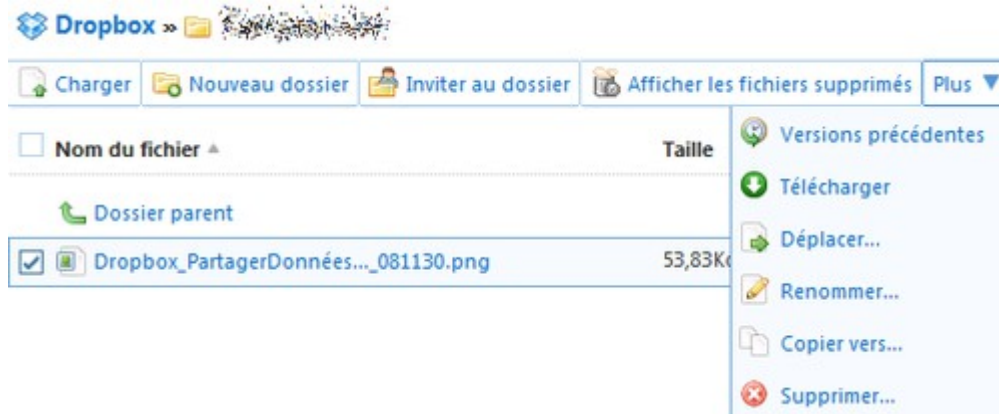 Dropbox »
Charger Nouveau dossier Inviter au dossier Afficher les fichiers supprimés Plus
Nom du fichier Taille
Versions précédentes
Télécharger
Dossier parent
Déplacer...
Dropbox_PartagerDonnées..._081130.png 53,83Ko
Renommer...
Copier vers...
Supprimer...